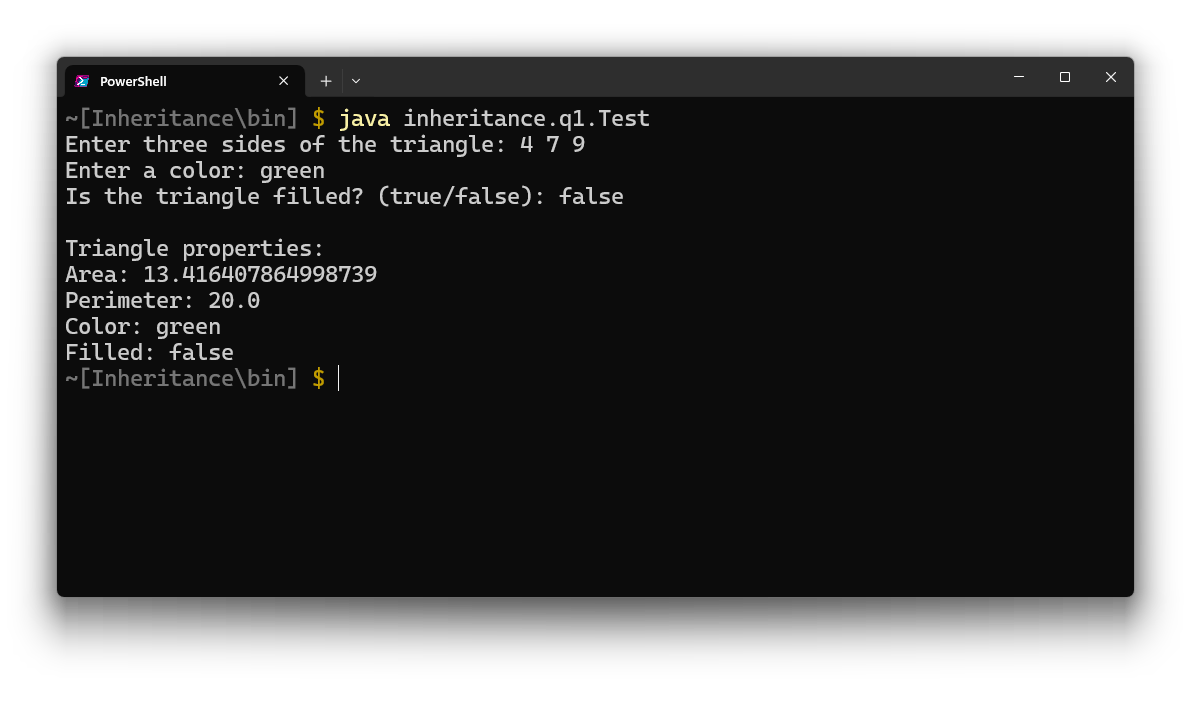 PowerShell
~[Inheritance\bin] $ java inheritance.q1.Test
Enter three sides of the triangle: 4 7 9
Enter a color: green
Is the triangle filled? (true/false): false
Triangle properties:
Area: 13.416407864998739
Perimeter: 20.0
Color: green
Filled: false
~[Inheritance\bin] $